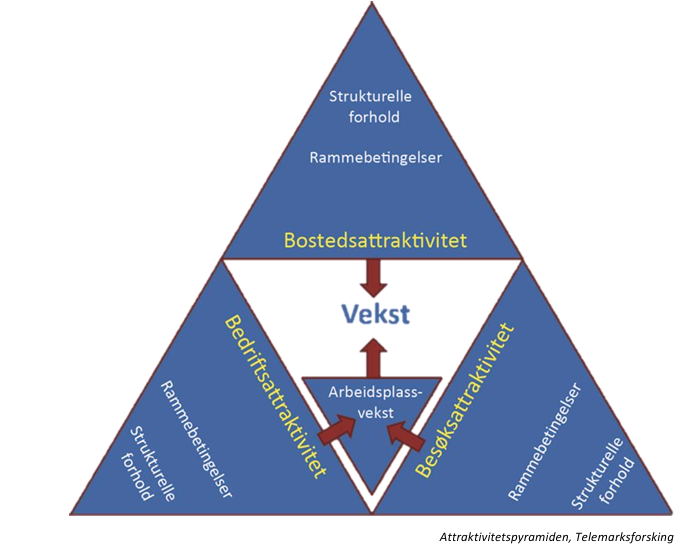 Strukturelle
forhold
Rammebetingelser
Bostedsattraktivitet
Vekst
Arbeidsplass-
vekst
Bedriftsattraktivitet
Rammebetingelser
Strukturelle
forhold
Besøksattraktivitet
Rammebetingelser
Strukturelle
forhold
Attraktivitetspyramiden, Telemarksforsking